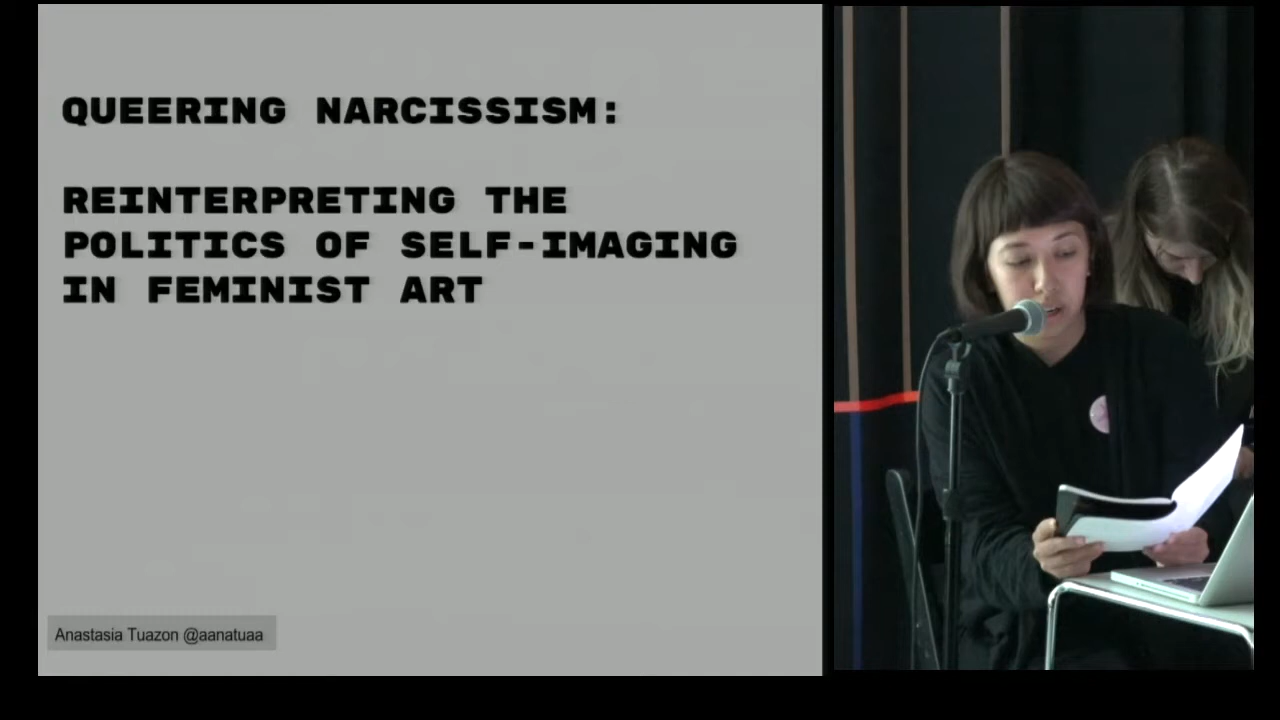 QUEERING NARCISSISM:
REINTERPRETING THE
POLITICS OF SELF-IMAGING
IN FEMINIST ART
Anastasia Tuazon @aanatuaa